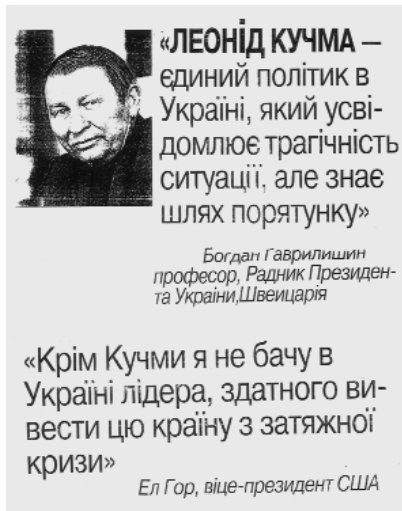 «ЛЕОНІД КУЧМА –
єдиний політик в
Україні, який усві-
домлює трагічність
ситуації, але знає
шлях порятунку»
Богдан Гаврилишин
професор, Радник Президен-
та України,Швейцарія
«Крім Кучми я не бачу в
Україні лідера, здатного ви-
вести цю країну з затяжної
кризи»
Ел Гор, віце-президент США